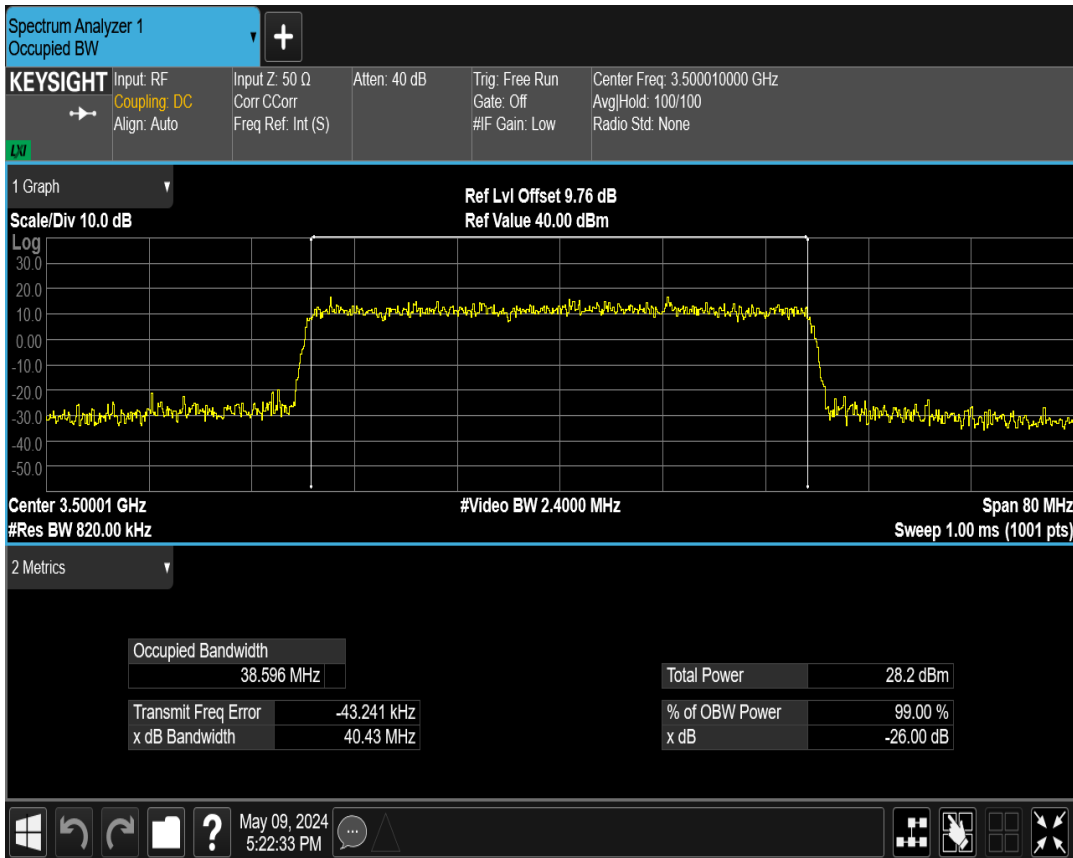 Spectrum Analyzer 1
Occupied BW
KEYSIGHT
LXI
Input: RF
Coupling: DC
Align: Auto
Input Z: 50 Ω
Corr CCorr
Freq Ref: Int (S)
Atten: 40 dB
Trig: Free Run
Gate: Off
#IF Gain: Low
Center Freq: 3.500010000 GHz
Avg|Hold: 100/100
Radio Std: None
1 Graph
Scale/Div 10.0 dB
Ref Lvl Offset 9.76 dB
Ref Value 40.00 dBm
Log
30.0
20.0
10.0
0.00
-10.0
-20.0
-30.0
-40.0
-50.0
Center 3.50001 GHz
#Res BW 820.00 kHz
#Video BW 2.4000 MHz
Span 80 MHz
Sweep 1.00 ms (1001 pts)
2 Metrics
Occupied Bandwidth
38.596 MHz
Transmit Freq Error -43.241 kHz
x dB Bandwidth 40.43 MHz
Total Power 28.2 dBm
% of OBW Power 99.00 %
x dB -26.00 dB
?
May 09, 2024
5:22:33 PM